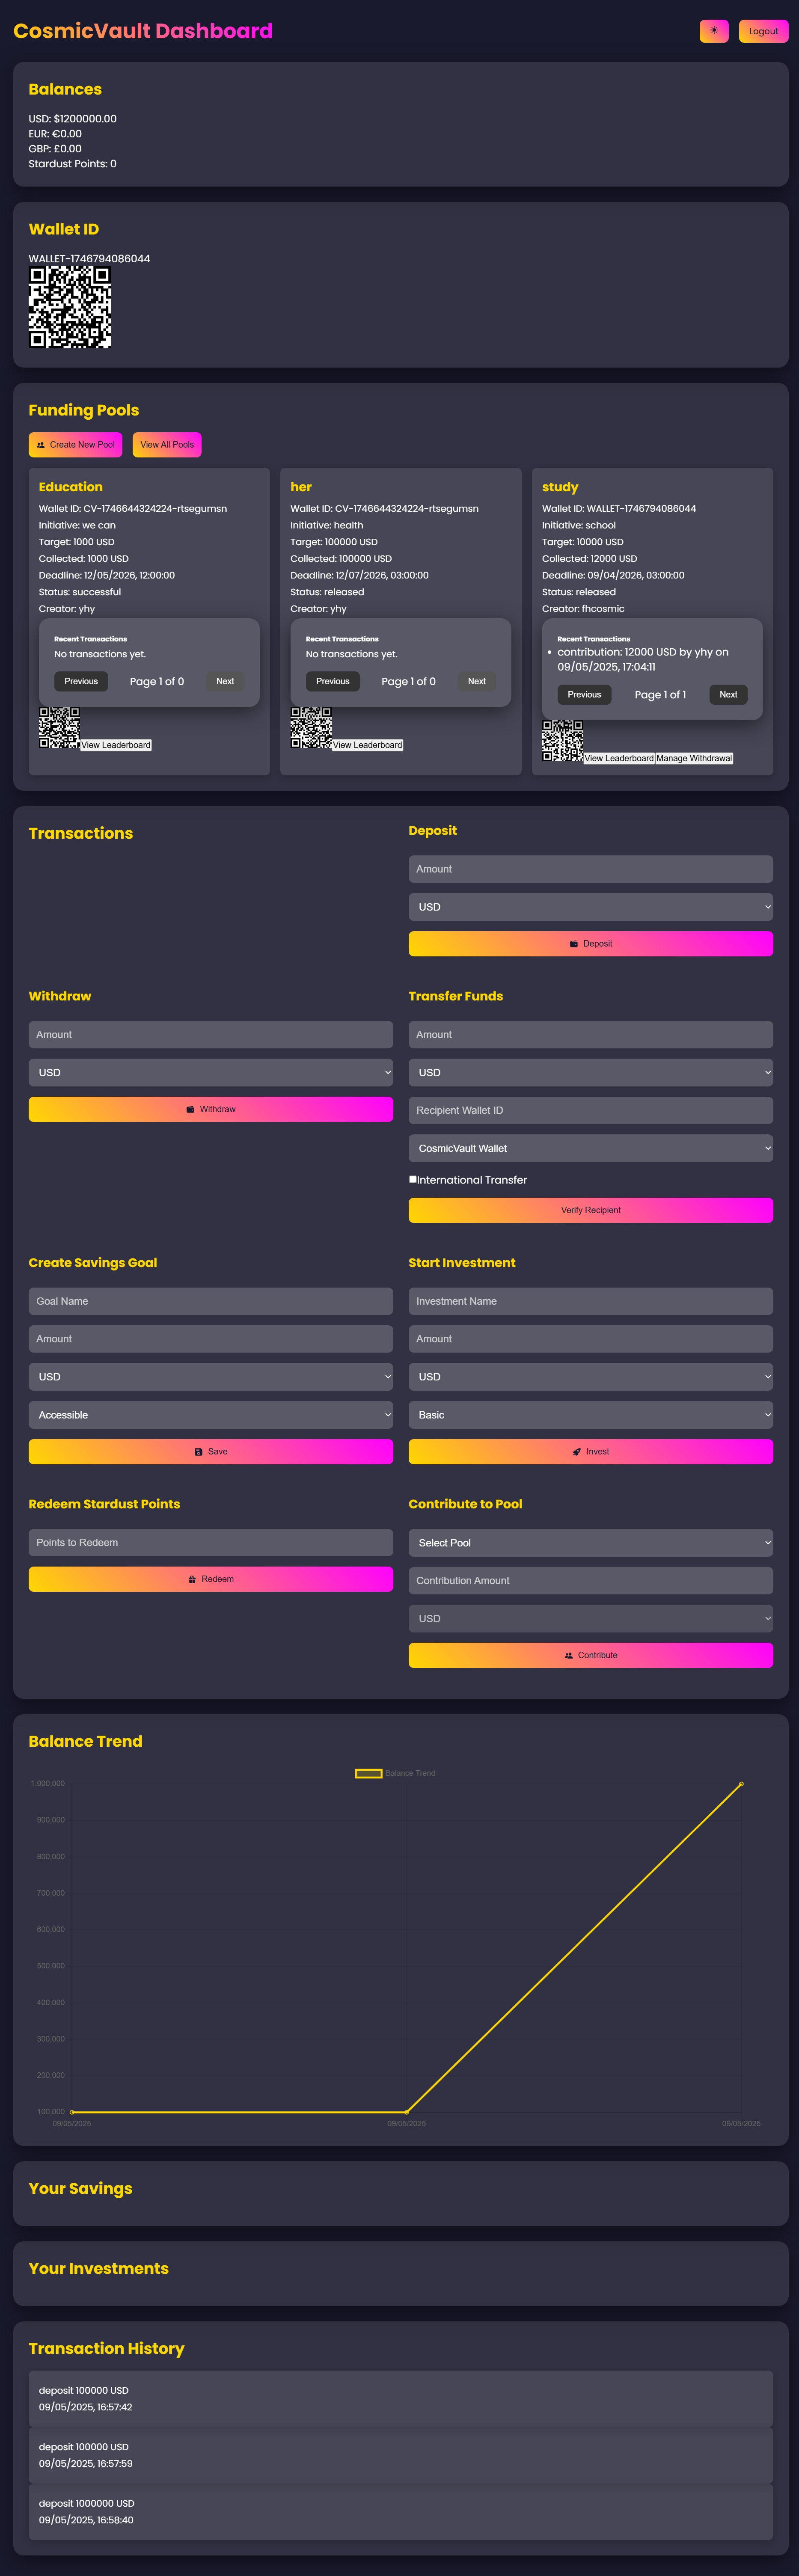 CosmicVault Dashboard
☀
Logout
Balances
USD: $1200000.00
EUR: €0.00
GBP: £0.00
Stardust Points: 0
Wallet ID
WALLET-1746794086044
Funding Pools
Create New Pool
View All Pools
Education
Wallet ID: CV-1746644324224-rtsegumsn
Initiative: we can
Target: 1000 USD
Collected: 1000 USD
Deadline: 12/05/2026, 12:00:00
Status: successful
Creator: yhy
Recent Transactions
No transactions yet.
Previous
Page 1 of 0
Next
View Leaderboard
her
Wallet ID: CV-1746644324224-rtsegumsn
Initiative: health
Target: 100000 USD
Collected: 100000 USD
Deadline: 12/07/2026, 03:00:00
Status: released
Creator: yhy
Recent Transactions
No transactions yet.
Previous
Page 1 of 0
Next
View Leaderboard
study
Wallet ID: WALLET-1746794086044
Initiative: school
Target: 10000 USD
Collected: 12000 USD
Deadline: 09/04/2026, 03:00:00
Status: released
Creator: fhcosmic
Recent Transactions
• contribution: 12000 USD by yhy on
09/05/2025, 17:04:11
Previous
Page 1 of 1
Next
View Leaderboard
Manage Withdrawal
Transactions
Deposit
Amount
USD
Deposit
Withdraw
Amount
USD
Withdraw
Transfer Funds
Amount
USD
Recipient Wallet ID
CosmicVault Wallet
International Transfer
Verify Recipient
Create Savings Goal
Goal Name
Amount
USD
Accessible
Save
Start Investment
Investment Name
Amount
USD
Basic
Invest
Redeem Stardust Points
Points to Redeem
Redeem
Contribute to Pool
Select Pool
Contribution Amount
USD
Contribute
Balance Trend
Balance Trend
1,000,000
900,000
800,000
700,000
600,000
500,000
400,000
300,000
200,000
100,000
09/05/2025
09/05/2025
09/05/2025
Your Savings
Your Investments
Transaction History
deposit 100000 USD
09/05/2025, 16:57:42
deposit 100000 USD
09/05/2025, 16:57:59
deposit 1000000 USD
09/05/2025, 16:58:40